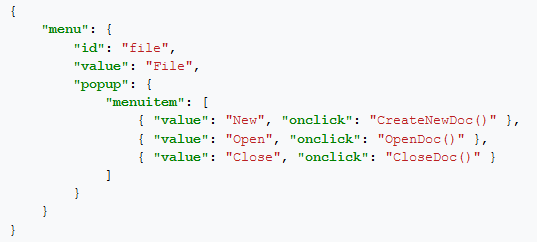 {
    "menu": {
        "id": "file",
        "value": "File",
        "popup": {
            "menuitem": [
                { "value": "New", "onclick": "CreateNewDoc()" },
                { "value": "Open", "onclick": "OpenDoc()" },
                { "value": "Close", "onclick": "CloseDoc()" }
            ]
        }
    }
}